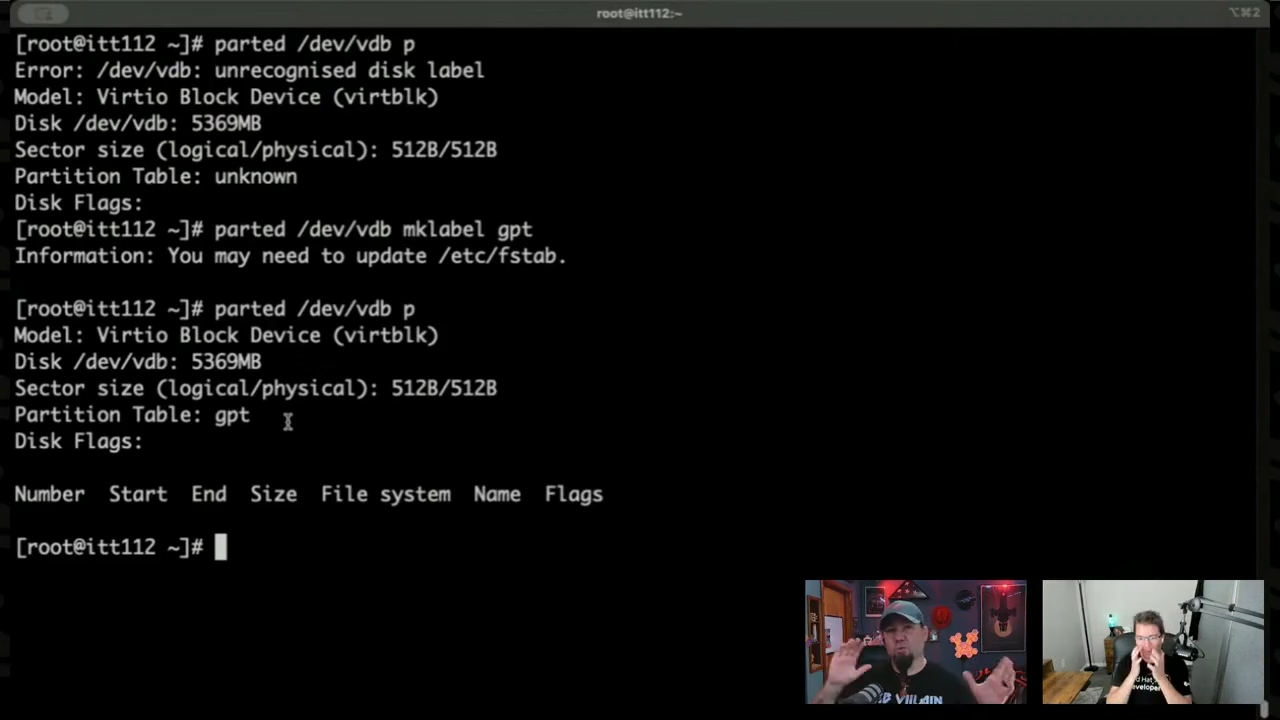 root@itt112:~
⌥⌘2
[root@itt112 ~]# parted /dev/vdb p
Error: /dev/vdb: unrecognised disk label
Model: Virtio Block Device (virtblk)
Disk /dev/vdb: 5369MB
Sector size (logical/physical): 512B/512B
Partition Table: unknown
Disk Flags:
[root@itt112 ~]# parted /dev/vdb mklabel gpt
Information: You may need to update /etc/fstab.
[root@itt112 ~]# parted /dev/vdb p
Model: Virtio Block Device (virtblk)
Disk /dev/vdb: 5369MB
Sector size (logical/physical): 512B/512B
Partition Table: gpt
Disk Flags:
Number  Start  End  Size  File system  Name  Flags
[root@itt112 ~]#
VILLAIN